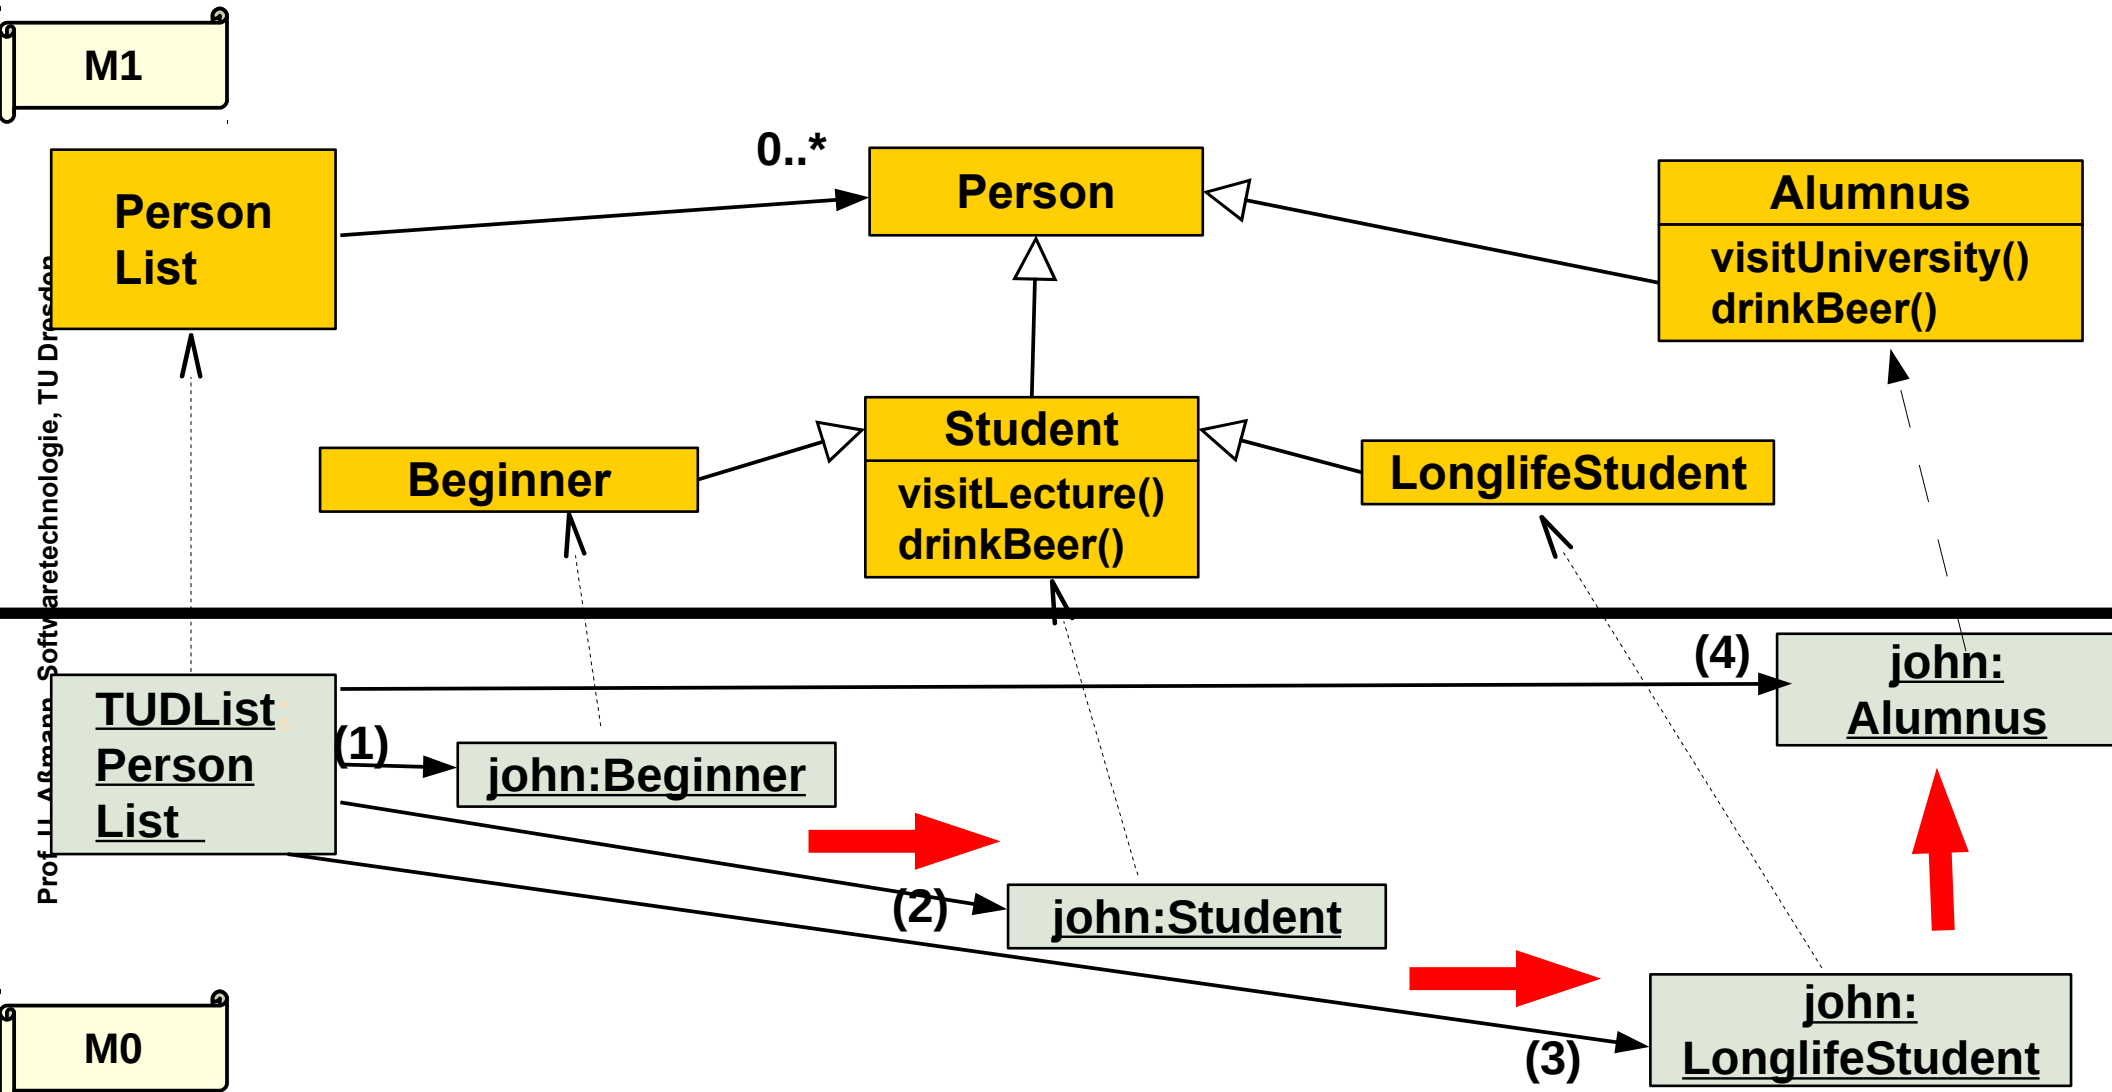 M1
0..*
Person
List
Person
Alumnus
visitUniversity()
drinkBeer()
Student
visitLecture()
drinkBeer()
Beginner
LonglifeStudent
Prof. U. Aßmann, Softwaretechnologie, TU Dresden
(4)
john:
Alumnus
TUDList:
Person
List
(1)
john:Beginner
(2)
john:Student
(3)
john:
LonglifeStudent
M0